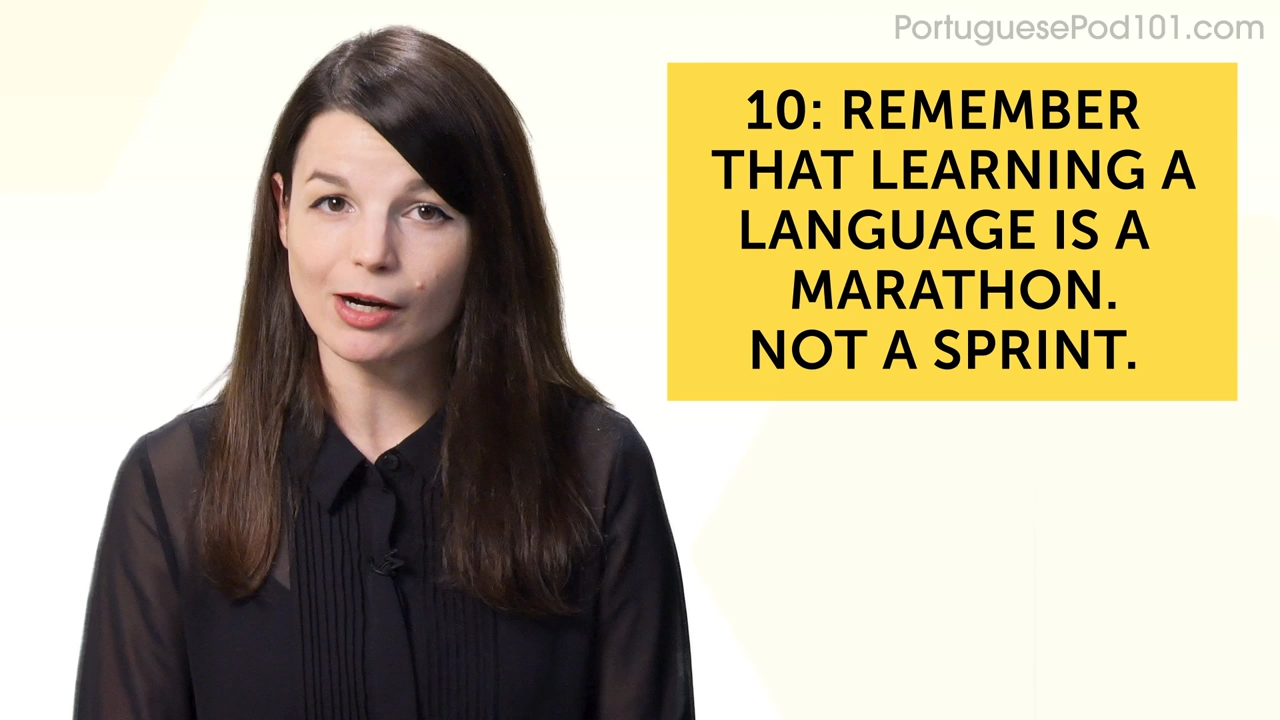 PortuguesePod101.com
10: REMEMBER
THAT LEARNING A
LANGUAGE IS A
MARATHON.
NOT A SPRINT.